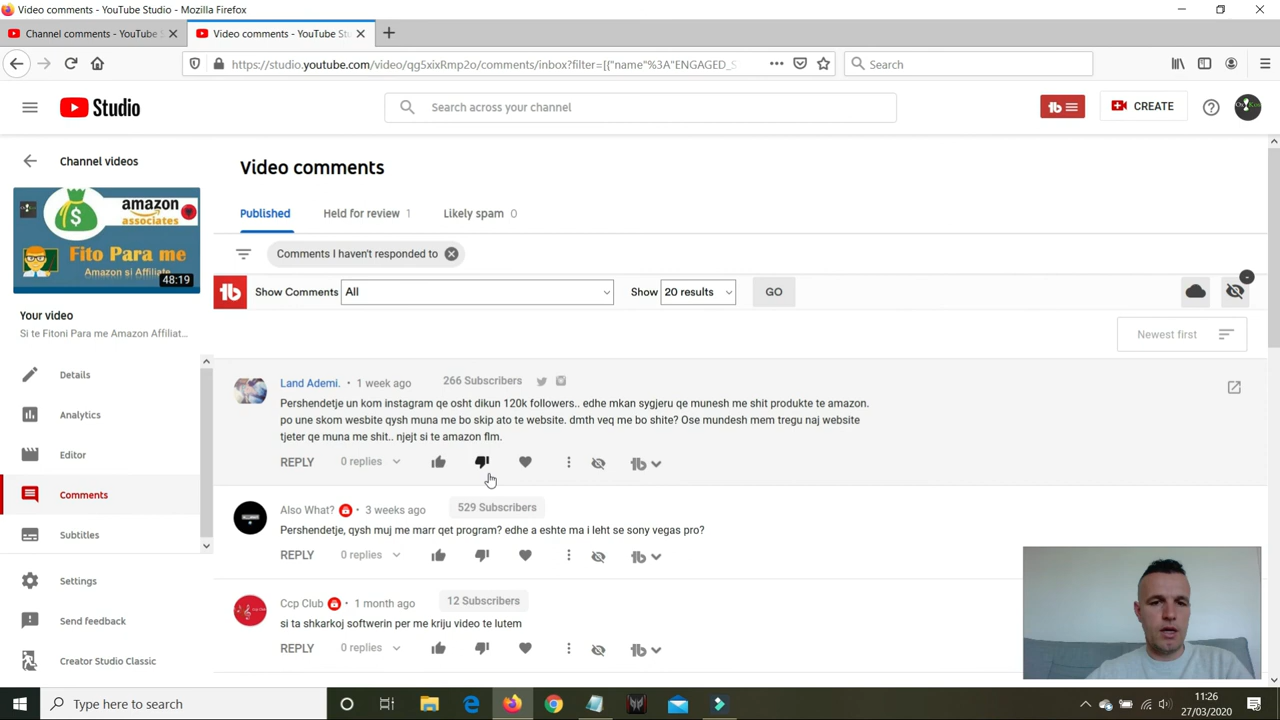 Video comments - YouTube Studio - Mozilla Firefox
Channel comments - YouTube S
Video comments - YouTube Stu
https://studio.youtube.com/video/qg5xixRmp2o/comments/inbox?filter=[{"name"%3A"ENGAGED_S
Search
Studio
Search across your channel
CREATE
Channel videos
amazon
associates
Fito Para me
Amazon si Affiliate
48:19
Your video
Si te Fitoni Para me Amazon Affiliat...
Details
Analytics
Editor
Comments
Subtitles
Settings
Send feedback
Creator Studio Classic
Video comments
Published
Held for review 1
Likely spam 0
Comments I haven't responded to
Show Comments All Show 20 results GO
Newest first
Land Ademi. • 1 week ago 266 Subscribers
Pershendetje un kom instagram qe osht dikun 120k followers.. edhe mkan sygjeru qe munesh me shit produkte te amazon.
po une skom wesbite qysh muna me bo skip ato te website. dmth veq me bo shite? Ose mundesh mem tregu naj website
tjeter qe muna me shit.. njejt si te amazon flm.
REPLY 0 replies
Also What? • 3 weeks ago 529 Subscribers
Pershendetje, qysh muj me marr qet program? edhe a eshte ma i leht se sony vegas pro?
REPLY 0 replies
Ccp Club • 1 month ago 12 Subscribers
si ta shkarkoj softwerin per me kriju video te lutem
REPLY 0 replies
Type here to search
11:26
27/03/2020